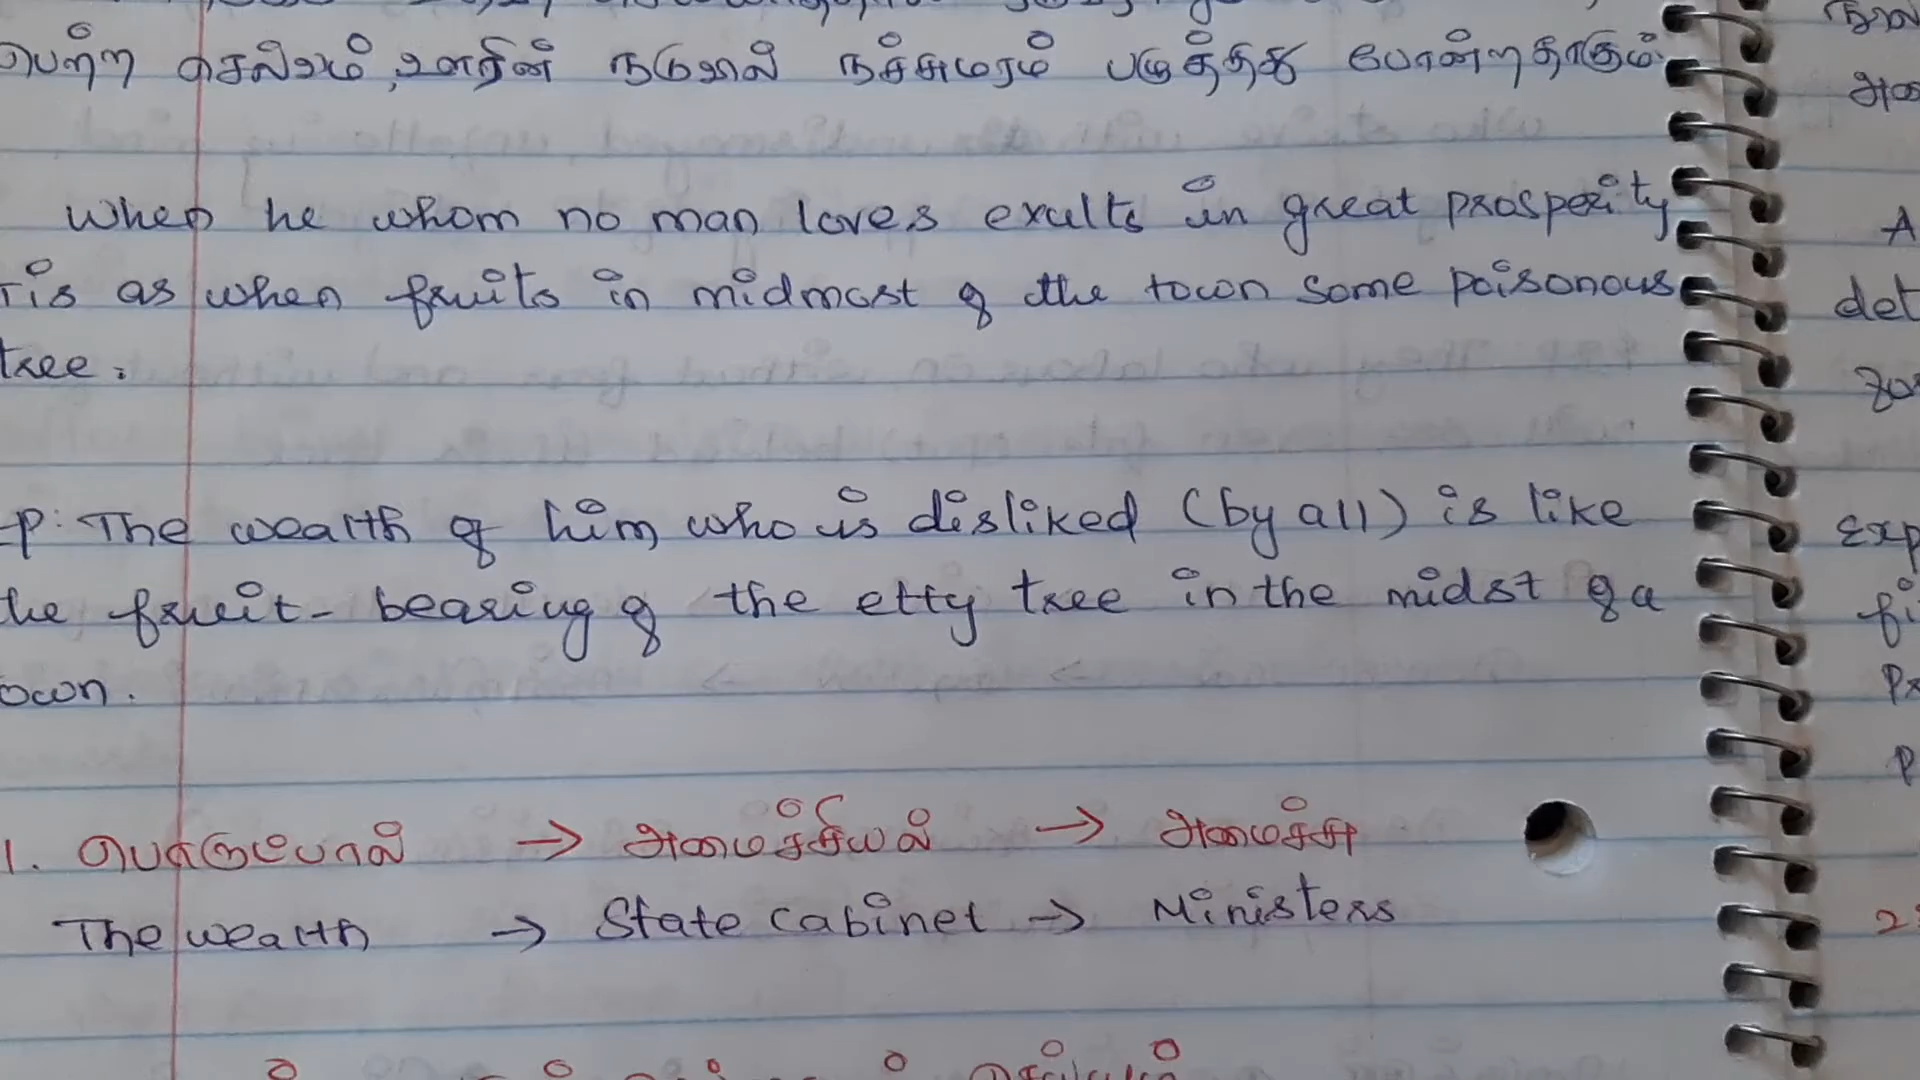 பெற்ற செல்வம், ஊரின் நடுவில் நச்சுமரம் பழுத்தது போன்றதாகும்.
When he whom no man loves exults in great prosperity
Tis as when fruits in midmost of the town some poisonous
tree.
Exp: The wealth of him who is disliked (by all) is like
the fruit-bearing of the etty tree in the midst of a
town.
1. பொருட்பால் → அமைச்சியல் → அமைச்சு
The wealth → State cabinet → Ministers